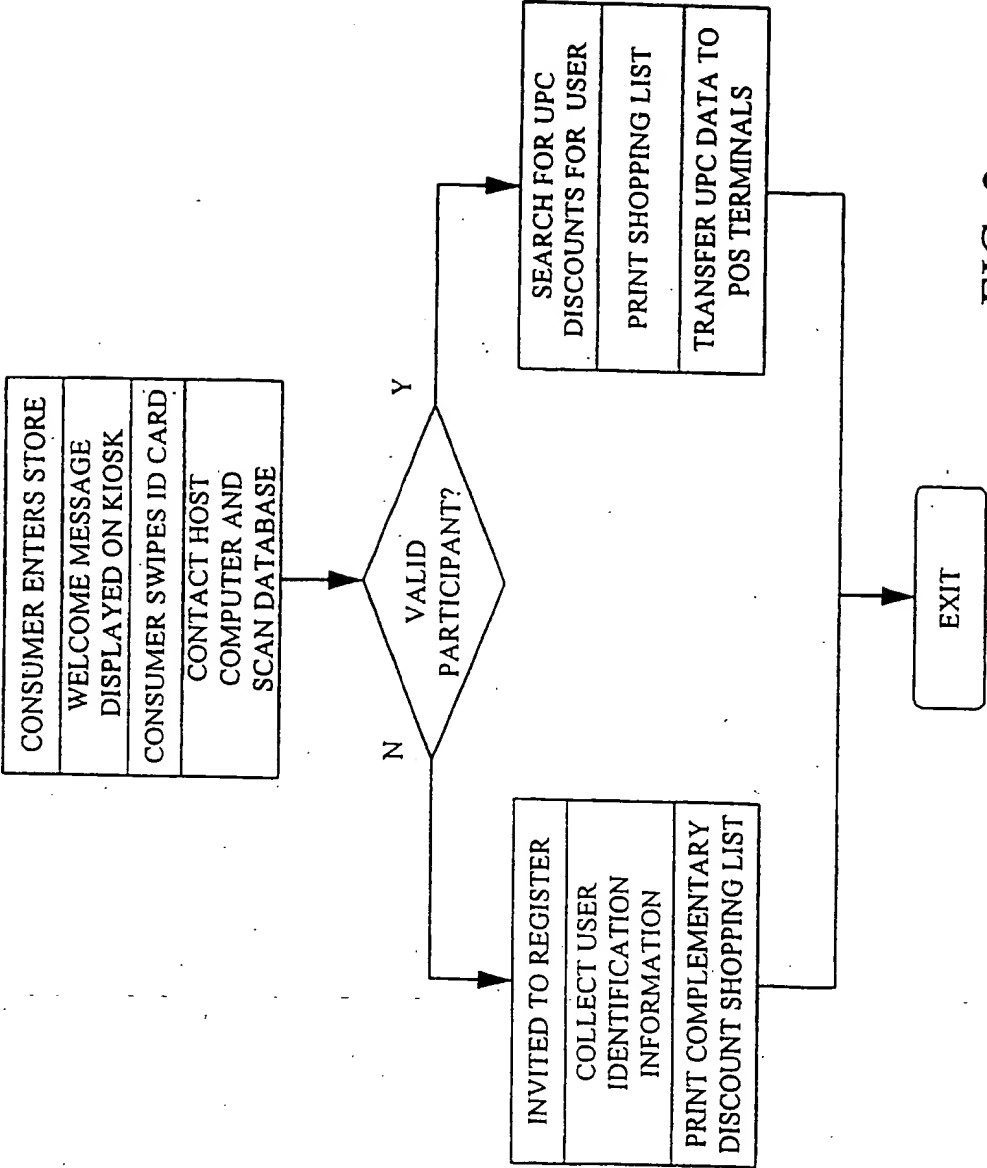 CONSUMER ENTERS STORE
WELCOME MESSAGE
DISPLAYED ON KIOSK
CONSUMER SWIPES ID CARD
CONTACT HOST
COMPUTER AND
SCAN DATABASE
VALID
PARTICIPANT?
N
Y
INVITED TO REGISTER
COLLECT USER
IDENTIFICATION
INFORMATION
PRINT COMPLEMENTARY
DISCOUNT SHOPPING LIST
SEARCH FOR UPC
DISCOUNTS FOR USER
PRINT SHOPPING LIST
TRANSFER UPC DATA TO
POS TERMINALS
EXIT
FIG.